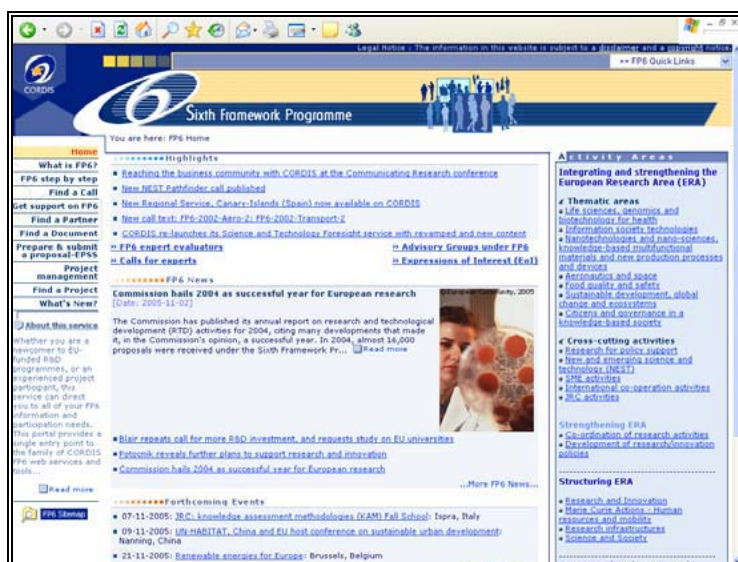 Legal Notice : The information in this website is subject to a disclaimer and a copyright notice.
>> FP6 Quick Links
CORDIS
6
Sixth Framework Programme
You are here: FP6 Home
Home
What is FP6?
FP6 step by step
Find a Call
Get support on FP6
Find a Partner
Find a Document
Prepare & submit
a proposal-EPSS
Project
management
Find a Project
What's New?
About this service
Whether you are a
newcomer to EU-
funded R&D
programmes, or an
experienced project
participant, this
service can direct
you to all of your FP6
information and
participation needs.
This portal provides a
single entry point to
the family of CORDIS
FP6 web services and
tools...
Read more
FP6 Sitemap
Highlights
Reaching the business community with CORDIS at the Communicating Research conference
New NEST Pathfinder call published
New Regional Service, Canary-Islands (Spain) now available on CORDIS
New call text: FP6-2002-Aero-2; FP6-2002-Transport-2
CORDIS re-launches its Science and Technology Foresight service with revamped and new content
» FP6 expert evaluators
» Advisory Groups under FP6
» Calls for experts
» Expressions of Interest (EoI)
FP6 News
Commission hails 2004 as successful year for European research
[Date: 2005-11-02]
©European Community, 2005
The Commission has published its annual report on research and technological
development (RTD) activities for 2004, citing many developments that made
it, in the Commission's opinion, a successful year. In 2004, almost 16,000
proposals were received under the Sixth Framework Pr... Read more
Blair repeats call for more R&D investment, and requests study on EU universities
Potocnik reveals further plans to support research and innovation
Commission hails 2004 as successful year for European research
...More FP6 News...
Forthcoming Events
07-11-2005: JRC: knowledge assessment methodologies (KAM) Fall School: Ispra, Italy
09-11-2005: UN-HABITAT, China and EU host conference on sustainable urban development:
Nanning, China
21-11-2005: Renewable energies for Europe: Brussels, Belgium
Activity Areas
Integrating and strengthening the
European Research Area (ERA)
Thematic areas
Life sciences, genomics and
biotechnology for health
Information society technologies
Nanotechnologies and nano-sciences,
knowledge-based multifunctional
materials and new production processes
and devices
Aeronautics and space
Food quality and safety
Sustainable development, global
change and ecosystems
Citizens and governance in a
knowledge-based society
Cross-cutting activities
Research for policy support
New and emerging science and
technology (NEST)
SME activities
International co-operation activities
JRC activities
Strengthening ERA
Co-ordination of research activities
Development of research/innovation
policies
Structuring ERA
Research and Innovation
Marie Curie Actions - Human
resources and mobility
Research infrastructures
Science and Society